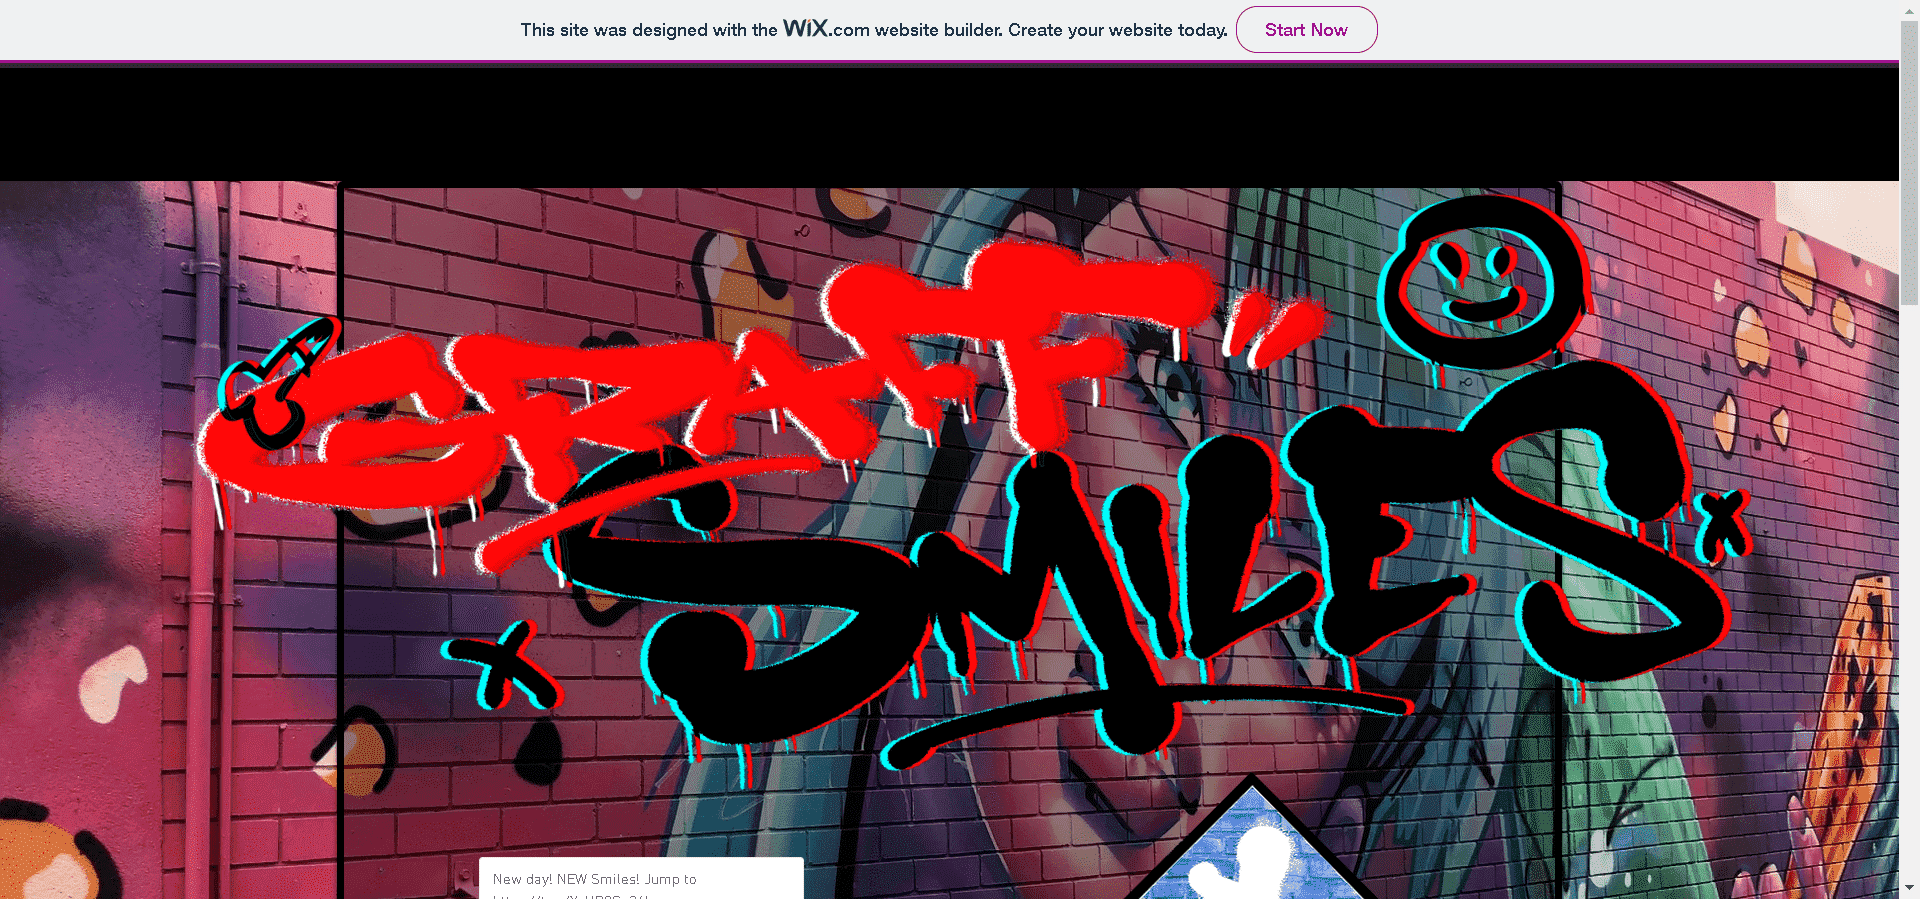 This site was designed with the WiX.com website builder. Create your website today. Start Now
GRAFF
SMILES
New day! NEW Smiles! Jump to